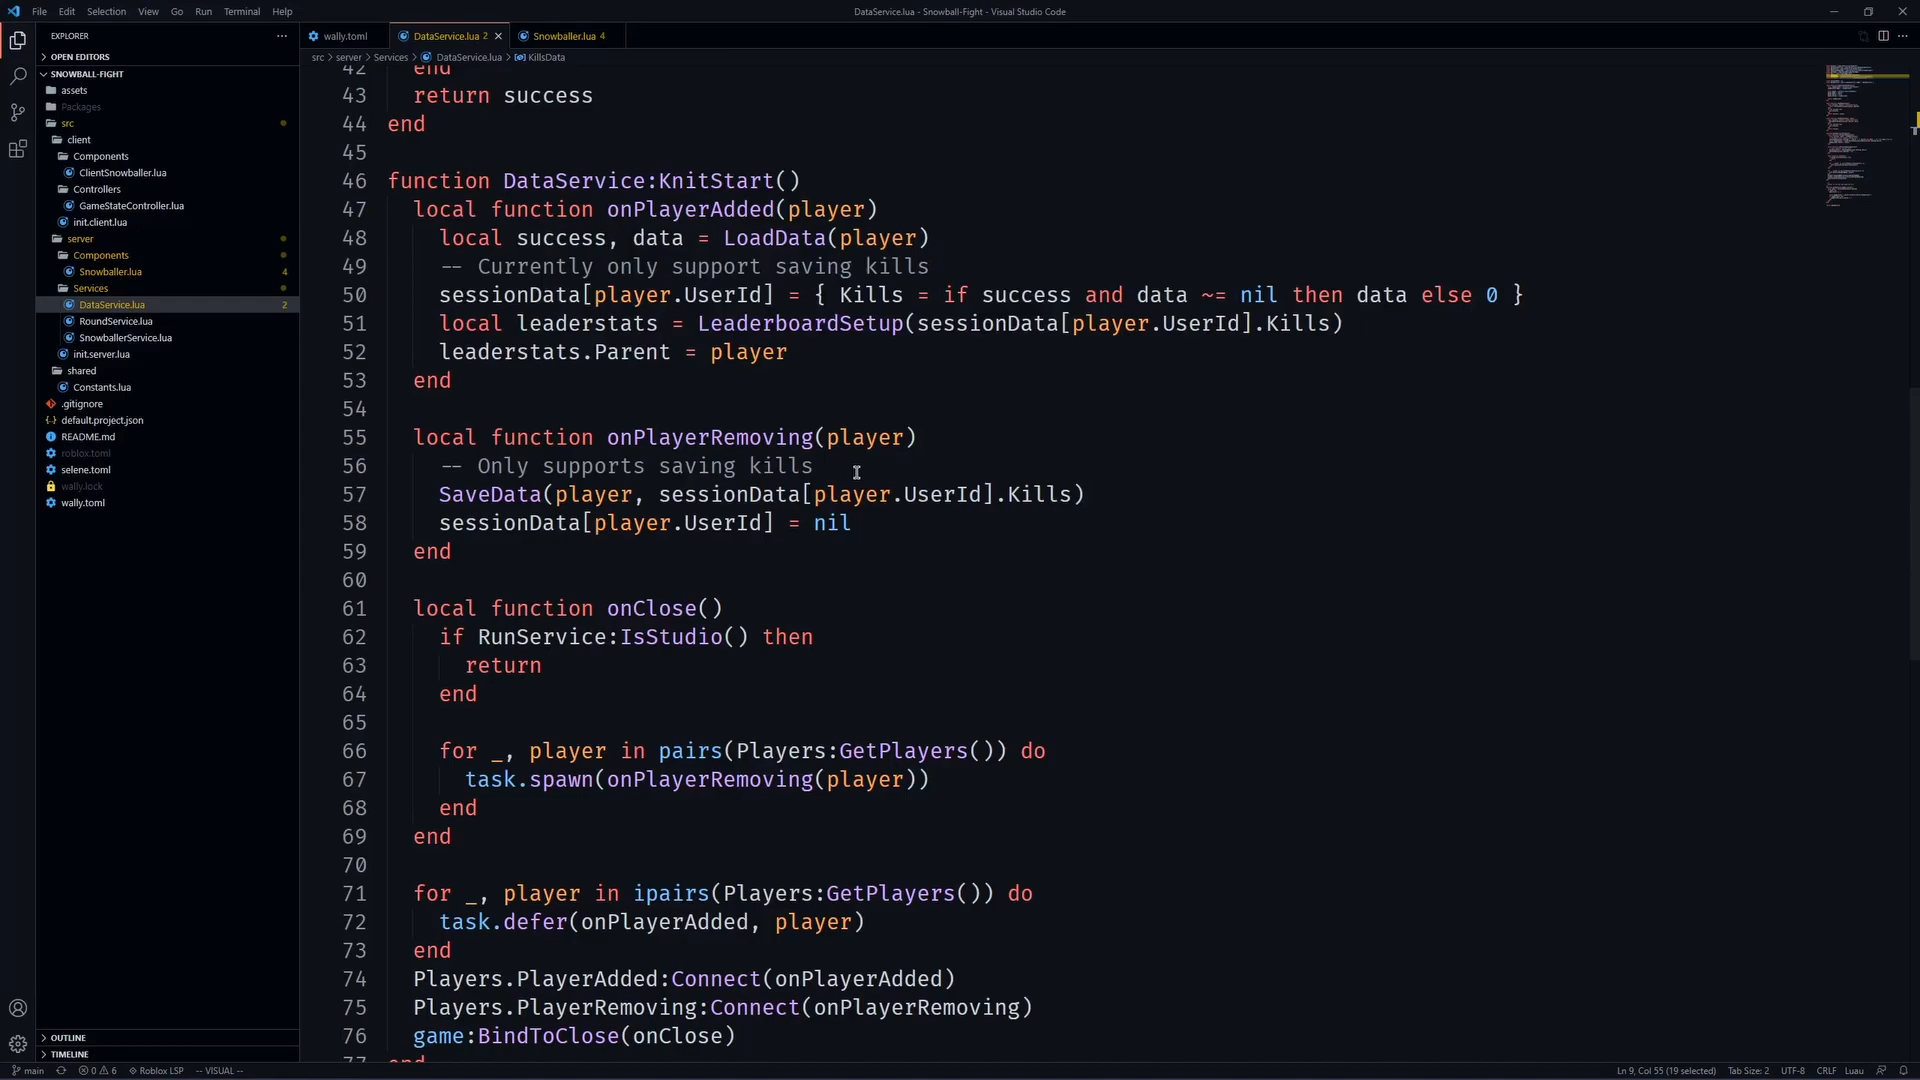 File Edit Selection View Go Run Terminal Help
DataService.lua - Snowball-Fight - Visual Studio Code
EXPLORER
OPEN EDITORS
SNOWBALL-FIGHT
assets
Packages
src
client
Components
ClientSnowballer.lua
Controllers
GameStateController.lua
init.client.lua
server
Components
Snowballer.lua 4
Services
DataService.lua 2
RoundService.lua
SnowballerService.lua
init.server.lua
shared
Constants.lua
.gitignore
default.project.json
README.md
roblox.toml
selene.toml
wally.lock
wally.toml
OUTLINE
TIMELINE
wally.toml DataService.lua 2 Snowballer.lua 4
src > server > Services > DataService.lua > KillsData
42 end
43 return success
44 end
45
46 function DataService:KnitStart()
47 local function onPlayerAdded(player)
48 local success, data = LoadData(player)
49 -- Currently only support saving kills
50 sessionData[player.UserId] = { Kills = if success and data ~= nil then data else 0 }
51 local leaderstats = LeaderboardSetup(sessionData[player.UserId].Kills)
52 leaderstats.Parent = player
53 end
54
55 local function onPlayerRemoving(player)
56 -- Only supports saving kills
57 SaveData(player, sessionData[player.UserId].Kills)
58 sessionData[player.UserId] = nil
59 end
60
61 local function onClose()
62 if RunService:IsStudio() then
63 return
64 end
65
66 for _, player in pairs(Players:GetPlayers()) do
67 task.spawn(onPlayerRemoving(player))
68 end
69 end
70
71 for _, player in ipairs(Players:GetPlayers()) do
72 task.defer(onPlayerAdded, player)
73 end
74 Players.PlayerAdded:Connect(onPlayerAdded)
75 Players.PlayerRemoving:Connect(onPlayerRemoving)
76 game:BindToClose(onClose)
77 end
main 0 6 Roblox LSP -- VISUAL -- Ln 9, Col 55 (19 selected) Tab Size: 2 UTF-8 CRLF Luau